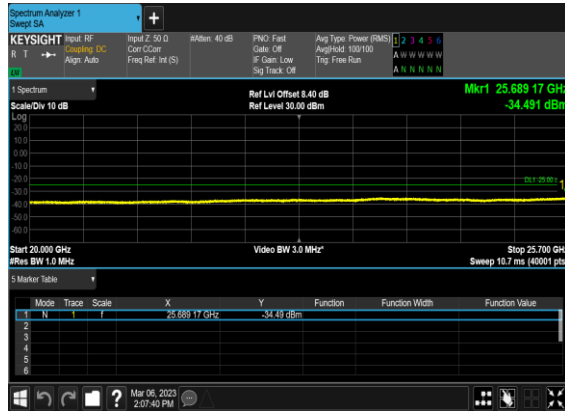 Spectrum Analyzer 1
Swept SA
+
KEYSIGHT Input: RF Input Z: 50 Ω #Atten: 40 dB PNO: Fast Avg Type: Power (RMS) 1 2 3 4 5 6
R T Coupling: DC Corr CCorr Gate: Off Avg|Hold: 100/100 A W W W W W
Align: Auto Freq Ref: Int (S) IF Gain: Low Trig: Free Run
Sig Track: Off A N N N N N
1 Spectrum Ref Lvl Offset 8.40 dB Mkr1 25.689 17 GHz
Scale/Div 10 dB Ref Level 30.00 dBm -34.491 dBm
Log
20.0
10.0
0.00
-10.0
-20.0
DL1 -25.00
1
-30.0
-40.0
-50.0
-60.0
Start 20.000 GHz Video BW 3.0 MHz* Stop 25.700 GHz
#Res BW 1.0 MHz Sweep 10.7 ms (40001 pts
5 Marker Table
Mode Trace Scale X Y Function Function Width Function Value
1 N 1 f 25.689 17 GHz -34.49 dBm
2
3
4
5
6
? Mar 06, 2023
2:07:40 PM